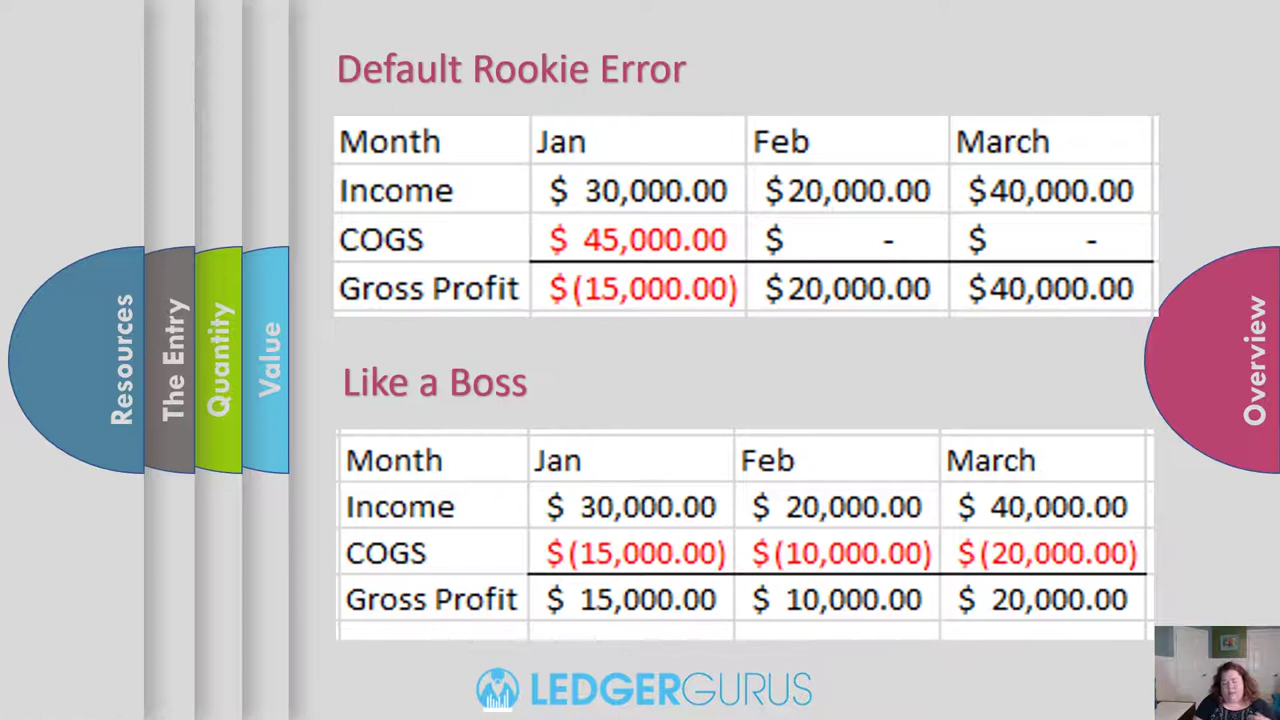 Default Rookie Error
Month Jan Feb March
Income $ 30,000.00 $20,000.00 $40,000.00
COGS $ 45,000.00 $ - $ -
Gross Profit $(15,000.00) $20,000.00 $40,000.00
Like a Boss
Month Jan Feb March
Income $ 30,000.00 $ 20,000.00 $ 40,000.00
COGS $(15,000.00) $(10,000.00) $(20,000.00)
Gross Profit $ 15,000.00 $ 10,000.00 $ 20,000.00
Resources
The Entry
Quantity
Value
Overview
LEDGERGURUS